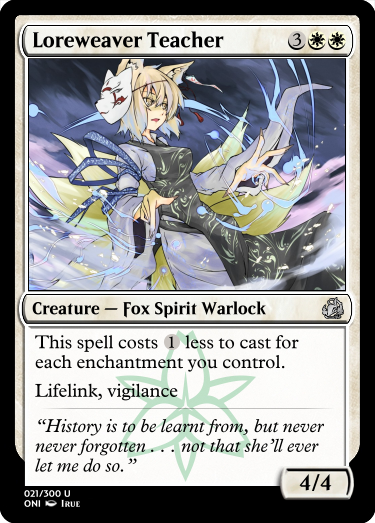 Loreweaver Teacher 3
Creature — Fox Spirit Warlock
This spell costs 1 less to cast for
each enchantment you control.
Lifelink, vigilance
“History is to be learnt from, but never
never forgotten . . . not that she’ll ever
let me do so.”
4/4
021/300 U
ONI TRUE